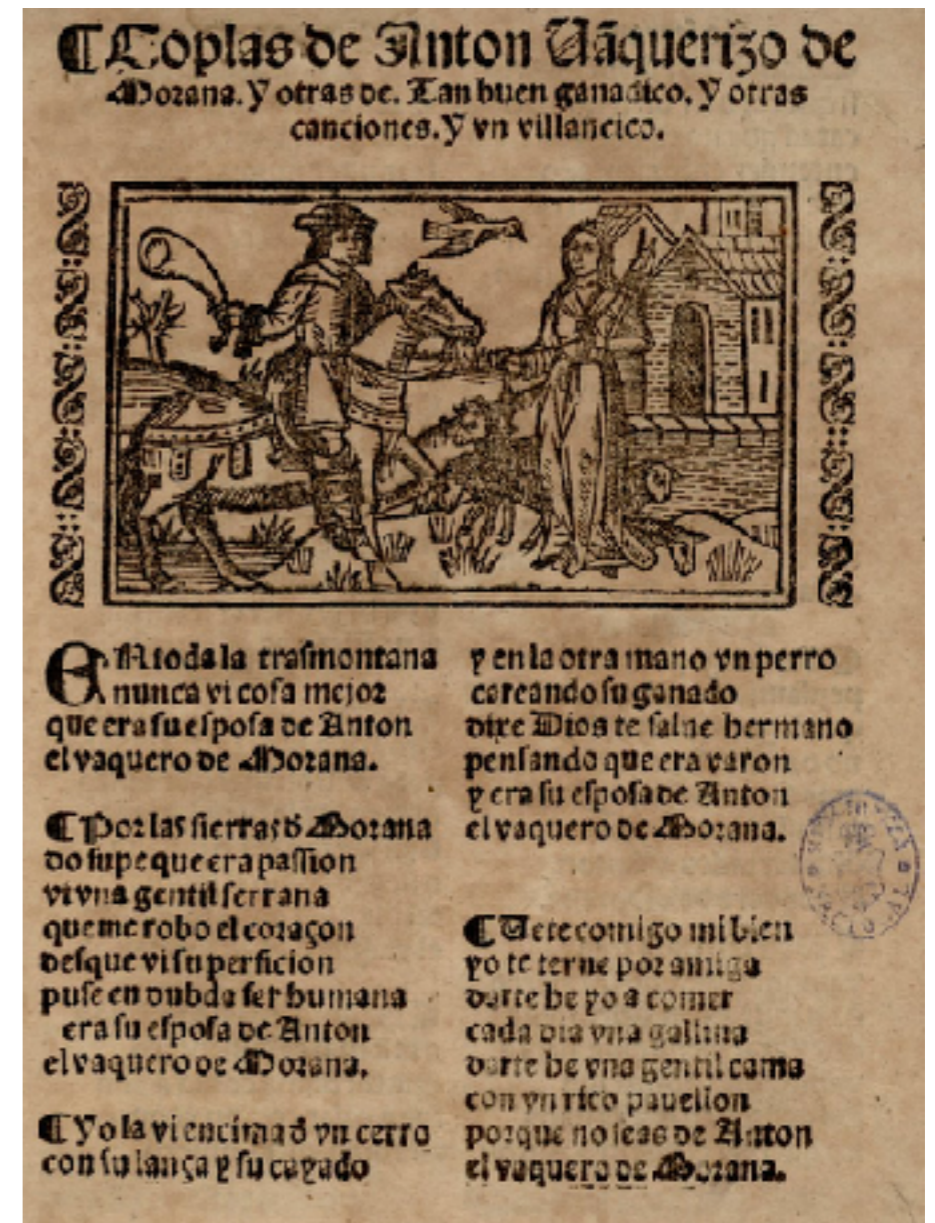 ¶ Coplas de Anton Uãquerizo de
Morana. Y otras de. Tan buen ganadico. Y otras
canciones. Y vn villancico.
EN toda la trasmontana
nunca vi cosa mejor
que era su esposa de Anton
el vaquero de Morana.
¶ Por las sierras ď Morana
do supe que era passion
vi vna gentil serrana
que me robo el coraçon
desque vi su perficion
puse en dubda ser humana
era su esposa de Anton
el vaquero de Morana.
¶ Yo la vi encima ď vn cerro
con su lança y su cayado
y en la otra mano vn perro
careando su ganado
dixe Dios te salue hermano
pensando que era varon
y era su esposa de Anton
el vaquero de Morana.
¶ Uete comigo mi bien
yo te terne por amiga
darte he yo a comer
cada dia vna gallina
darte he vna gentil cama
con vn rico pauellon
porque no seas de Anton
el vaquero de Morana.